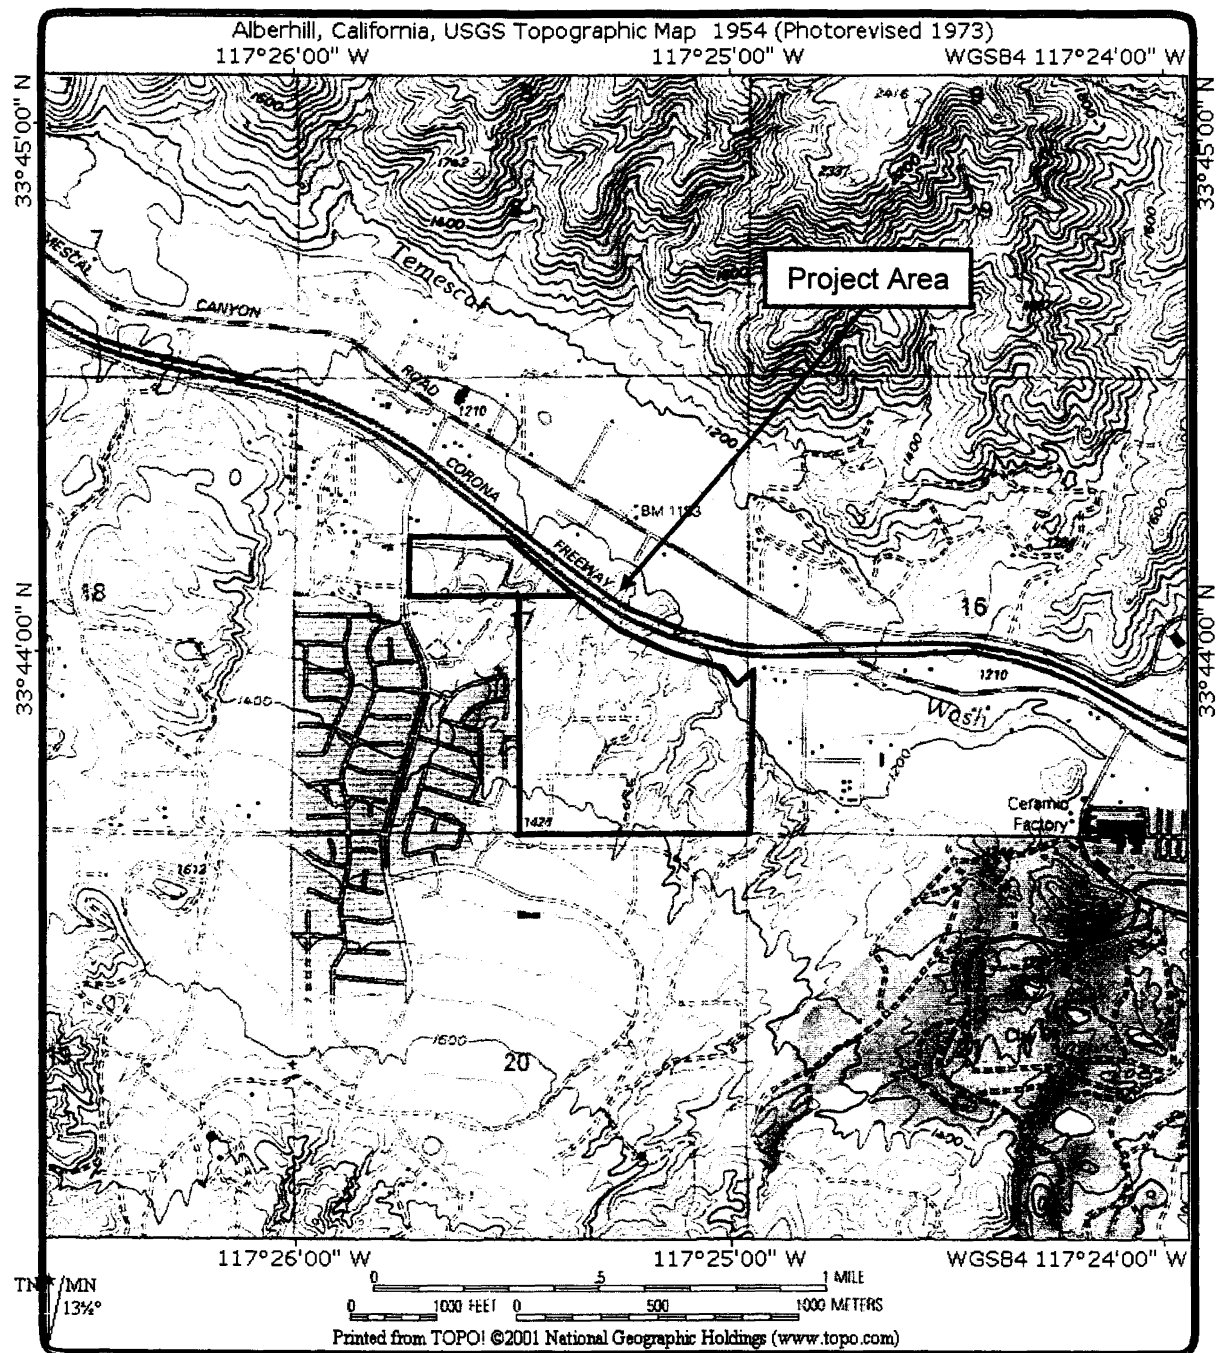 Alberhill, California, USGS Topographic Map 1954 (Photorevised 1973)
117°26'00" W
117°25'00" W
WGS84 117°24'00" W
33°45'00" N
33°45'00" N
1600
2416
9
1762
2337
1600
7
Temescal
1600
CANYON
Project Area
ROAD
1210
1200
1400
CORONA
BM 1193
FREEWAY
1600
18
16
33°44'00" N
33°44'00" N
1400
1210
Wash
1200
Ceramic
Factory
1426
1612
1600
20
19
1400
117°26'00" W
117°25'00" W
WGS84 117°24'00" W
TN /MN
13½°
0 .5 1 MILE
0 1000 FEET 0 500 1000 METERS
Printed from TOPO! ©2001 National Geographic Holdings (www.topo.com)